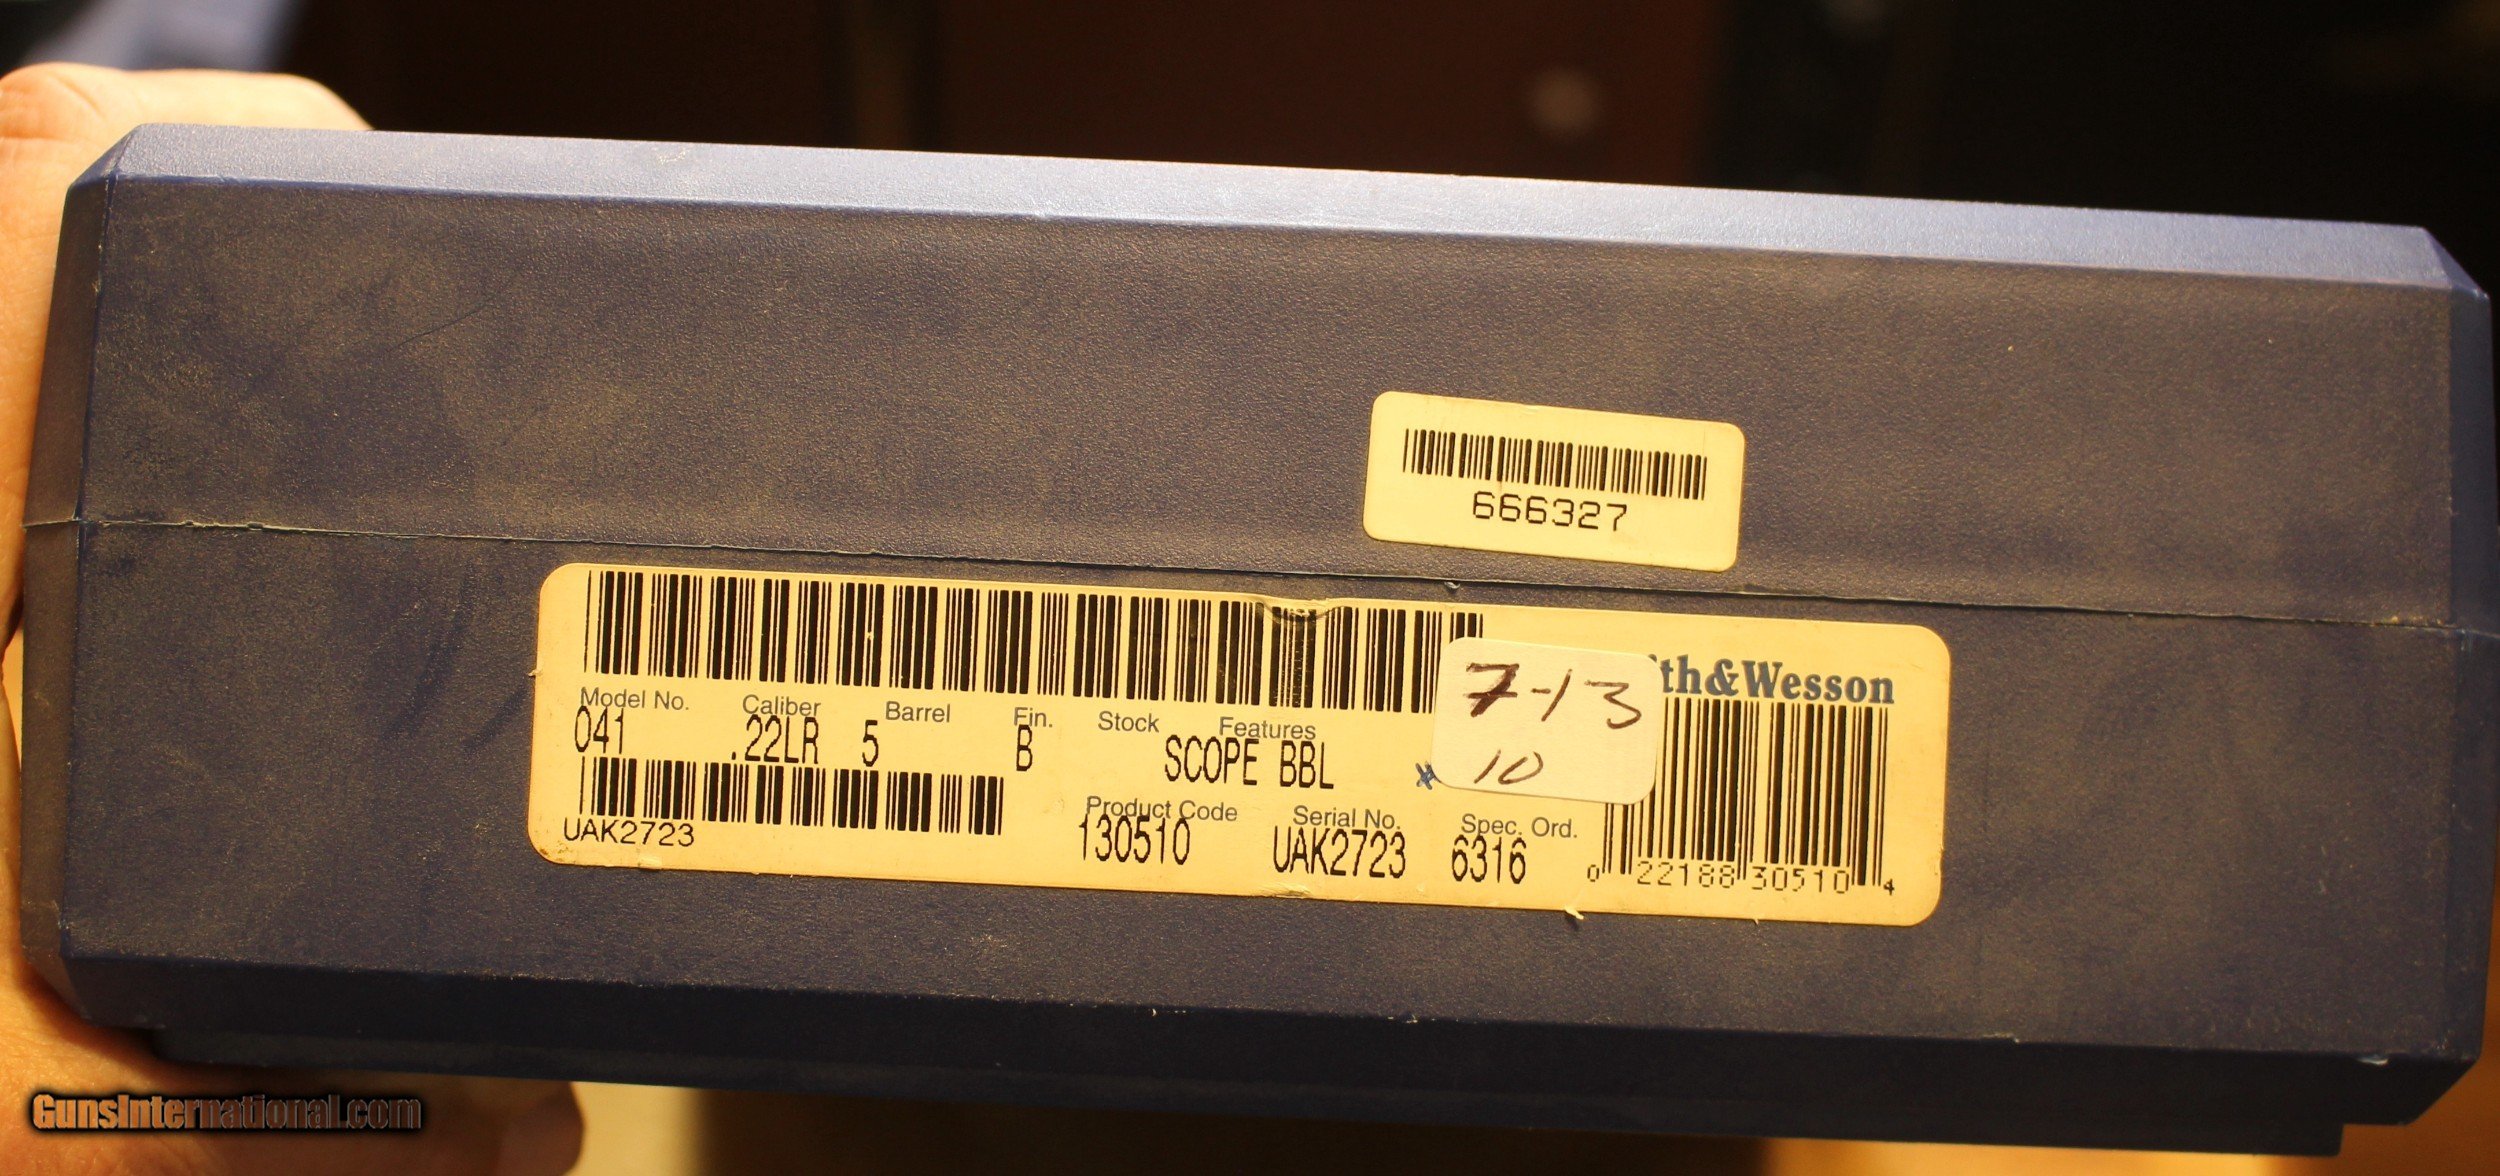 666327
ith&Wesson
7-13
10
Model No. Caliber Barrel Fin. Stock Features
041 .22LR 5 B SCOPE BBL
*
Product Code Serial No. Spec. Ord.
130510 UAK2723 6316
UAK2723
0 22188 30510 4
GunsInternational.com